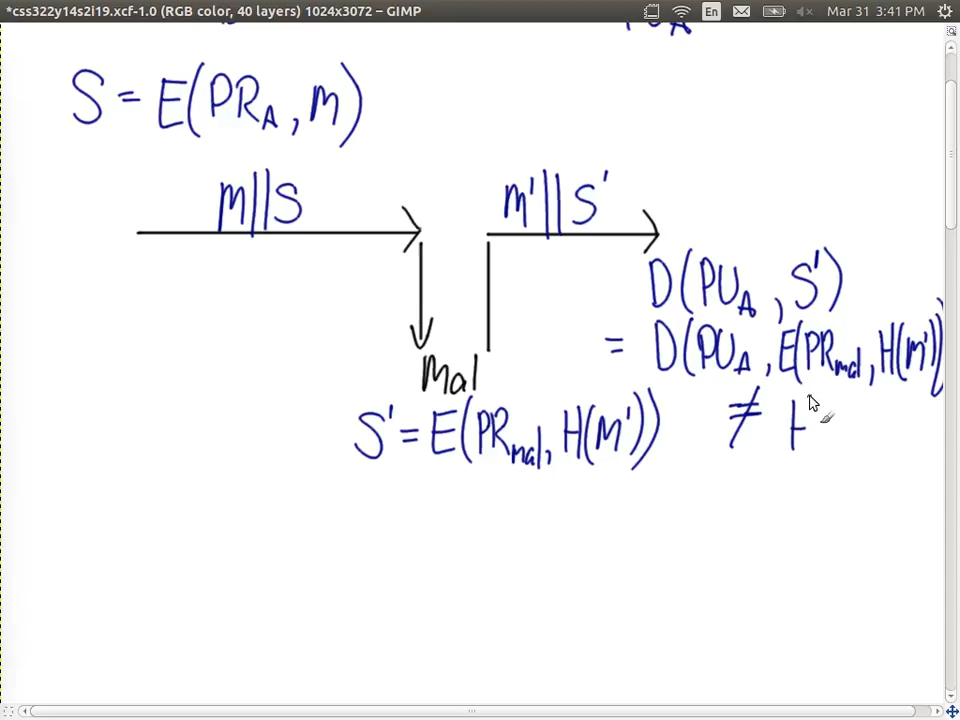 *css322y14s2i19.xcf-1.0 (RGB color, 40 layers) 1024x3072 – GIMP
En
Mar 31 3:41 PM
S = E(PR_A, M)
M||S
M'||S'
D(PU_A, S')
= D(PU_A, E(PR_mal, H(M'))
Mal
S' = E(PR_mal, H(M'))
≠